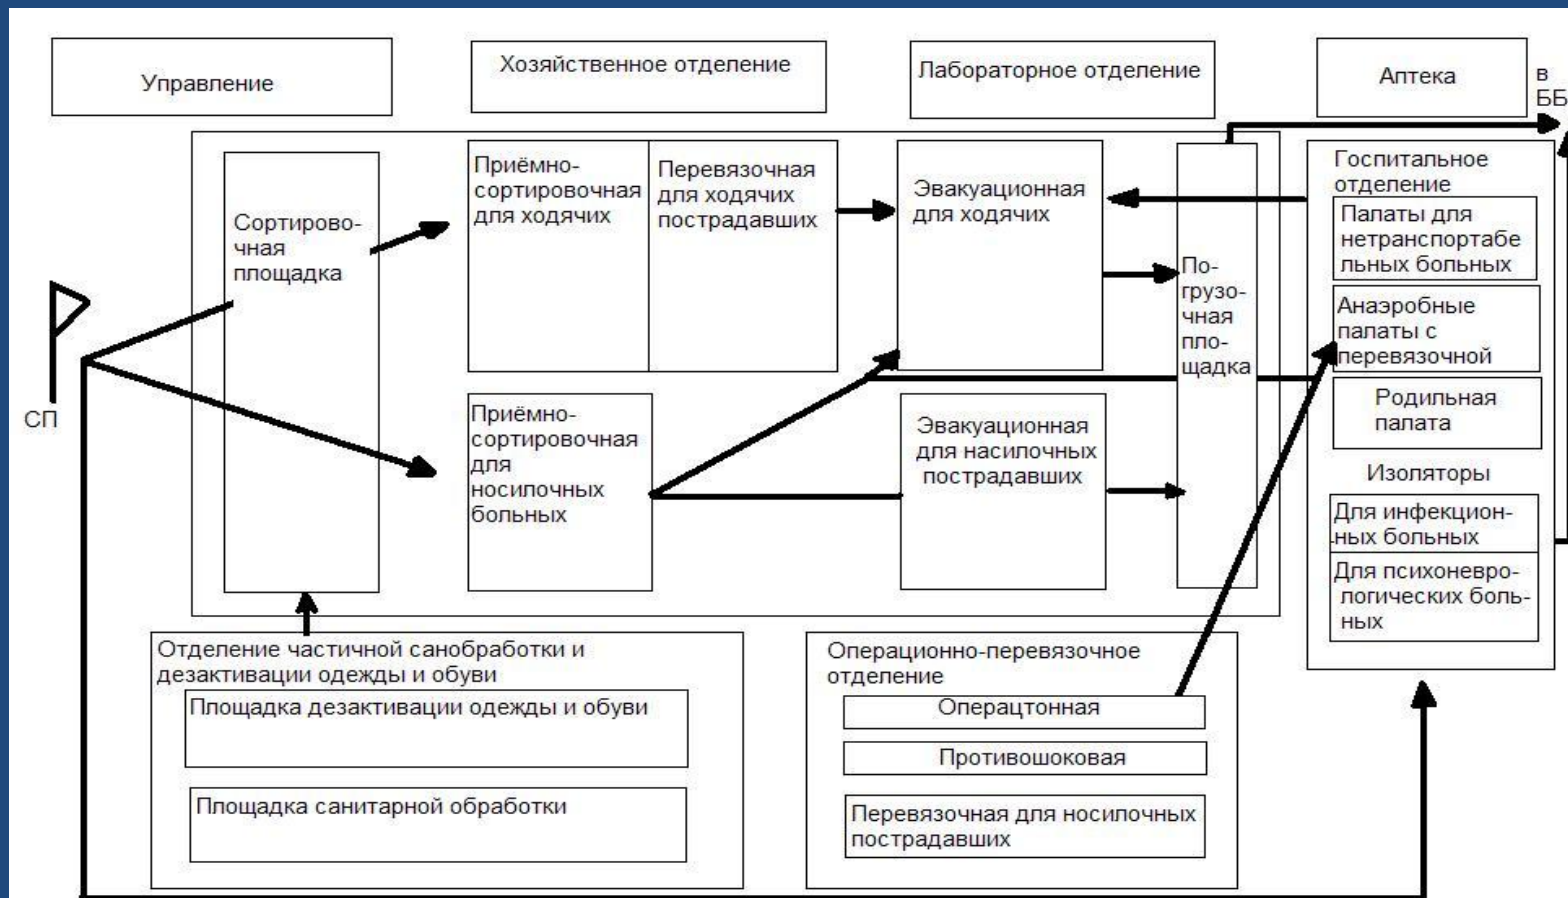 Управление
Хозяйственное отделение
Лабораторное отделение
Аптека
в
ББ
СП
Сортирово-
чная
площадка
Приёмно-
сортировочная
для ходячих
Перевязочная
для ходячих
пострадавших
Эвакуационная
для ходячих
По-
грузо-
чная
пло-
щадка
Госпитальное
отделение
Палаты для
нетранспортабе
льных больных
Анаэробные
палаты с
перевязочной
Родильная
палата
Изоляторы
Для инфекцион-
ных больных
Для психоневро-
логических боль-
ных
Приёмно-
сортировочная
для
носилочных
больных
Эвакуационная
для насилочных
пострадавших
Отделение частичной санобработки и
дезактивации одежды и обуви
Площадка дезактивации одежды и обуви
Площадка санитарной обработки
Операционно-перевязочное
отделение
Операцтонная
Противошоковая
Перевязочная для носилочных
пострадавших